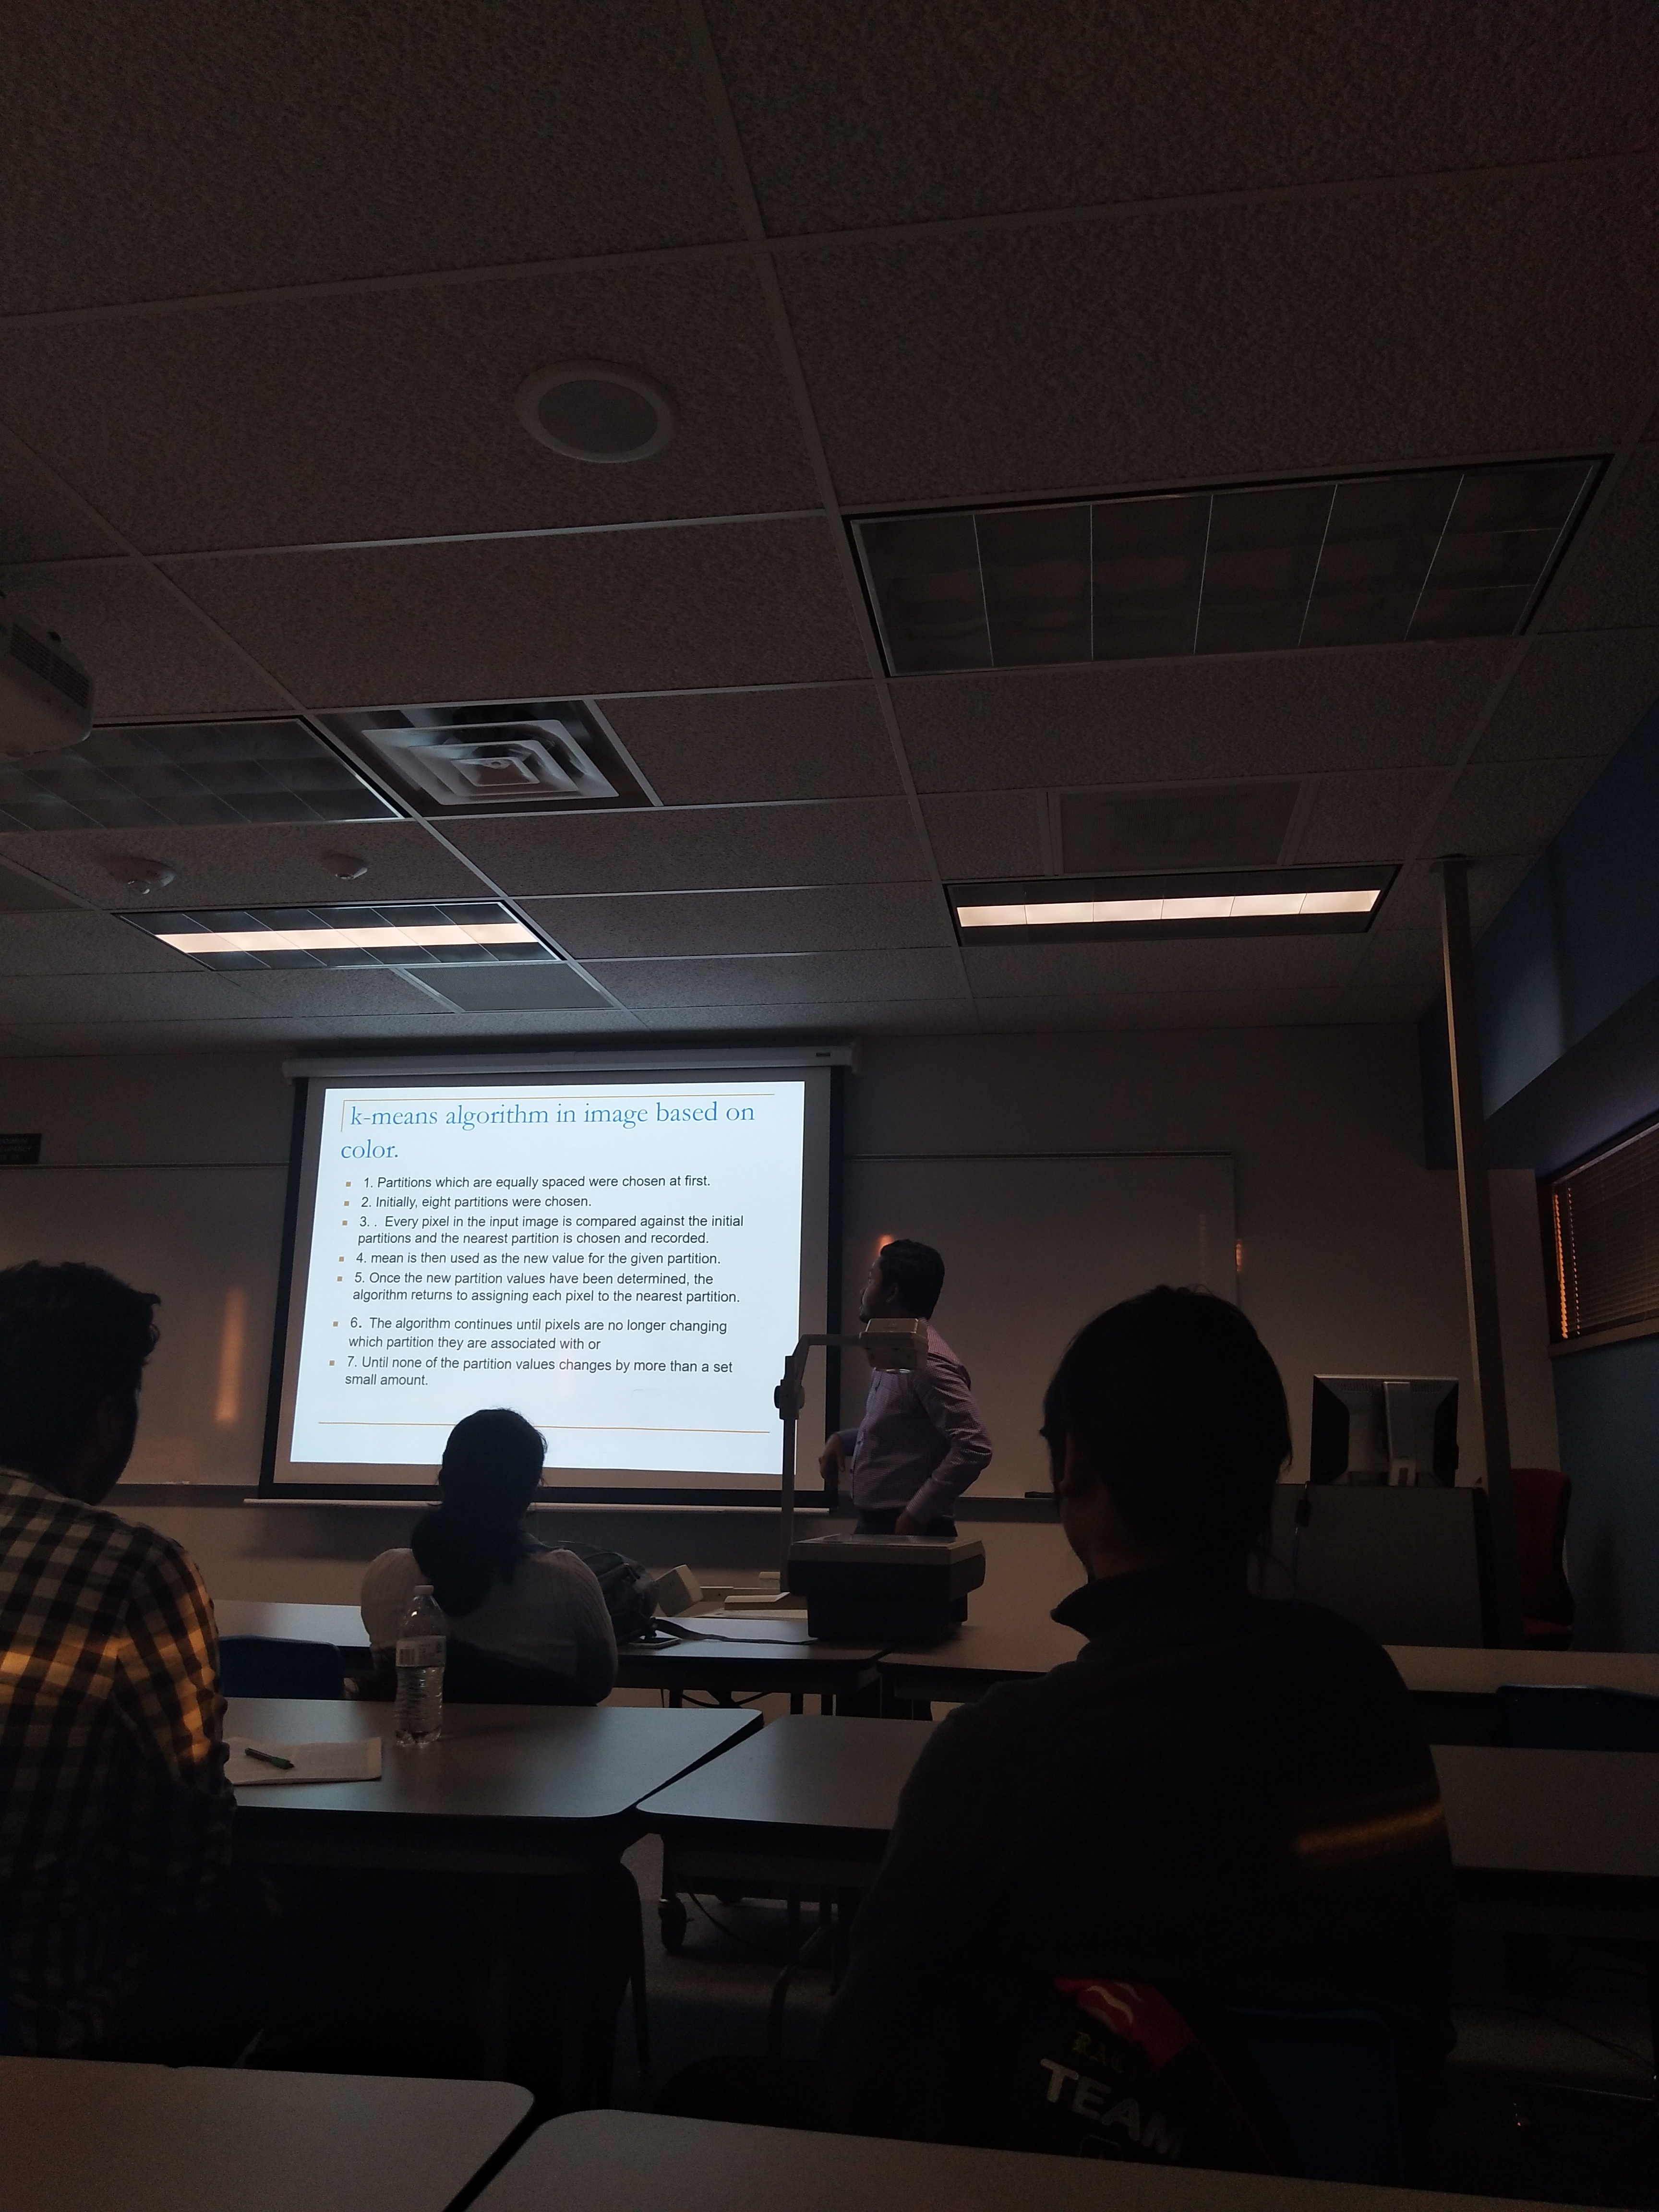 k-means algorithm in image based on
color.
1. Partitions which are equally spaced were chosen at first.
2. Initially, eight partitions were chosen.
3. . Every pixel in the input image is compared against the initial
partitions and the nearest partition is chosen and recorded.
4. mean is then used as the new value for the given partition.
5. Once the new partition values have been determined, the
algorithm returns to assigning each pixel to the nearest partition.
6. The algorithm continues until pixels are no longer changing
which partition they are associated with or
7. Until none of the partition values changes by more than a set
small amount.
TEAM